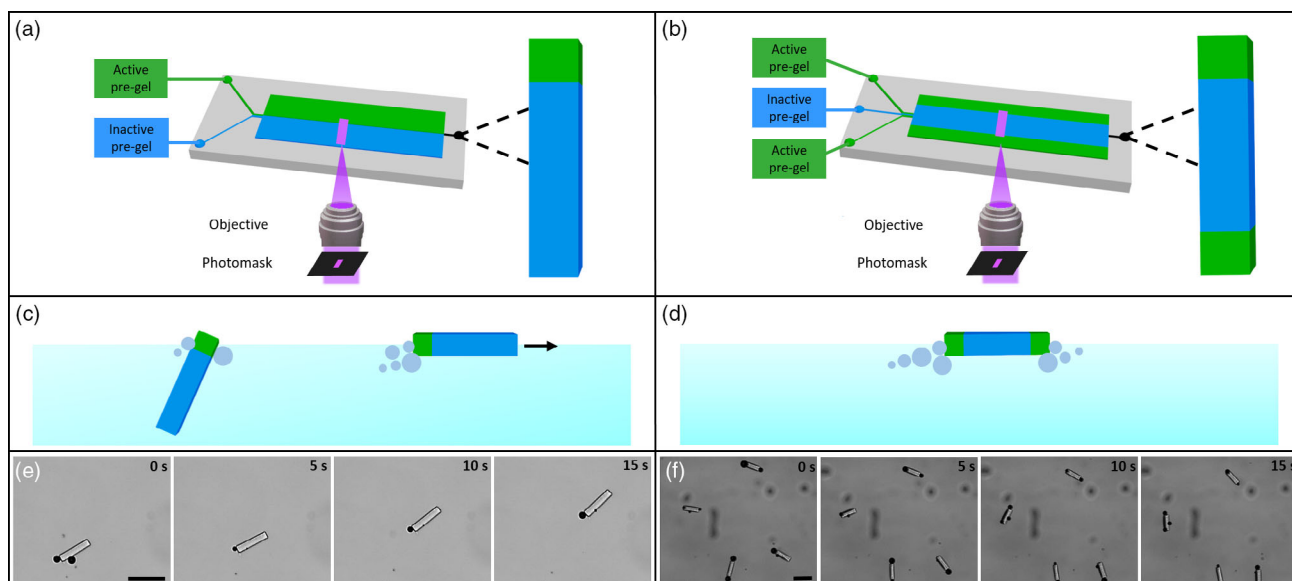 (a)
Active
pre-gel
Inactive
pre-gel
Objective
Photomask
(b)
Active
pre-gel
Inactive
pre-gel
Active
pre-gel
Objective
Photomask
(c)
(d)
(e)
0 s
5 s
10 s
15 s
(f)
0 s
5 s
10 s
15 s